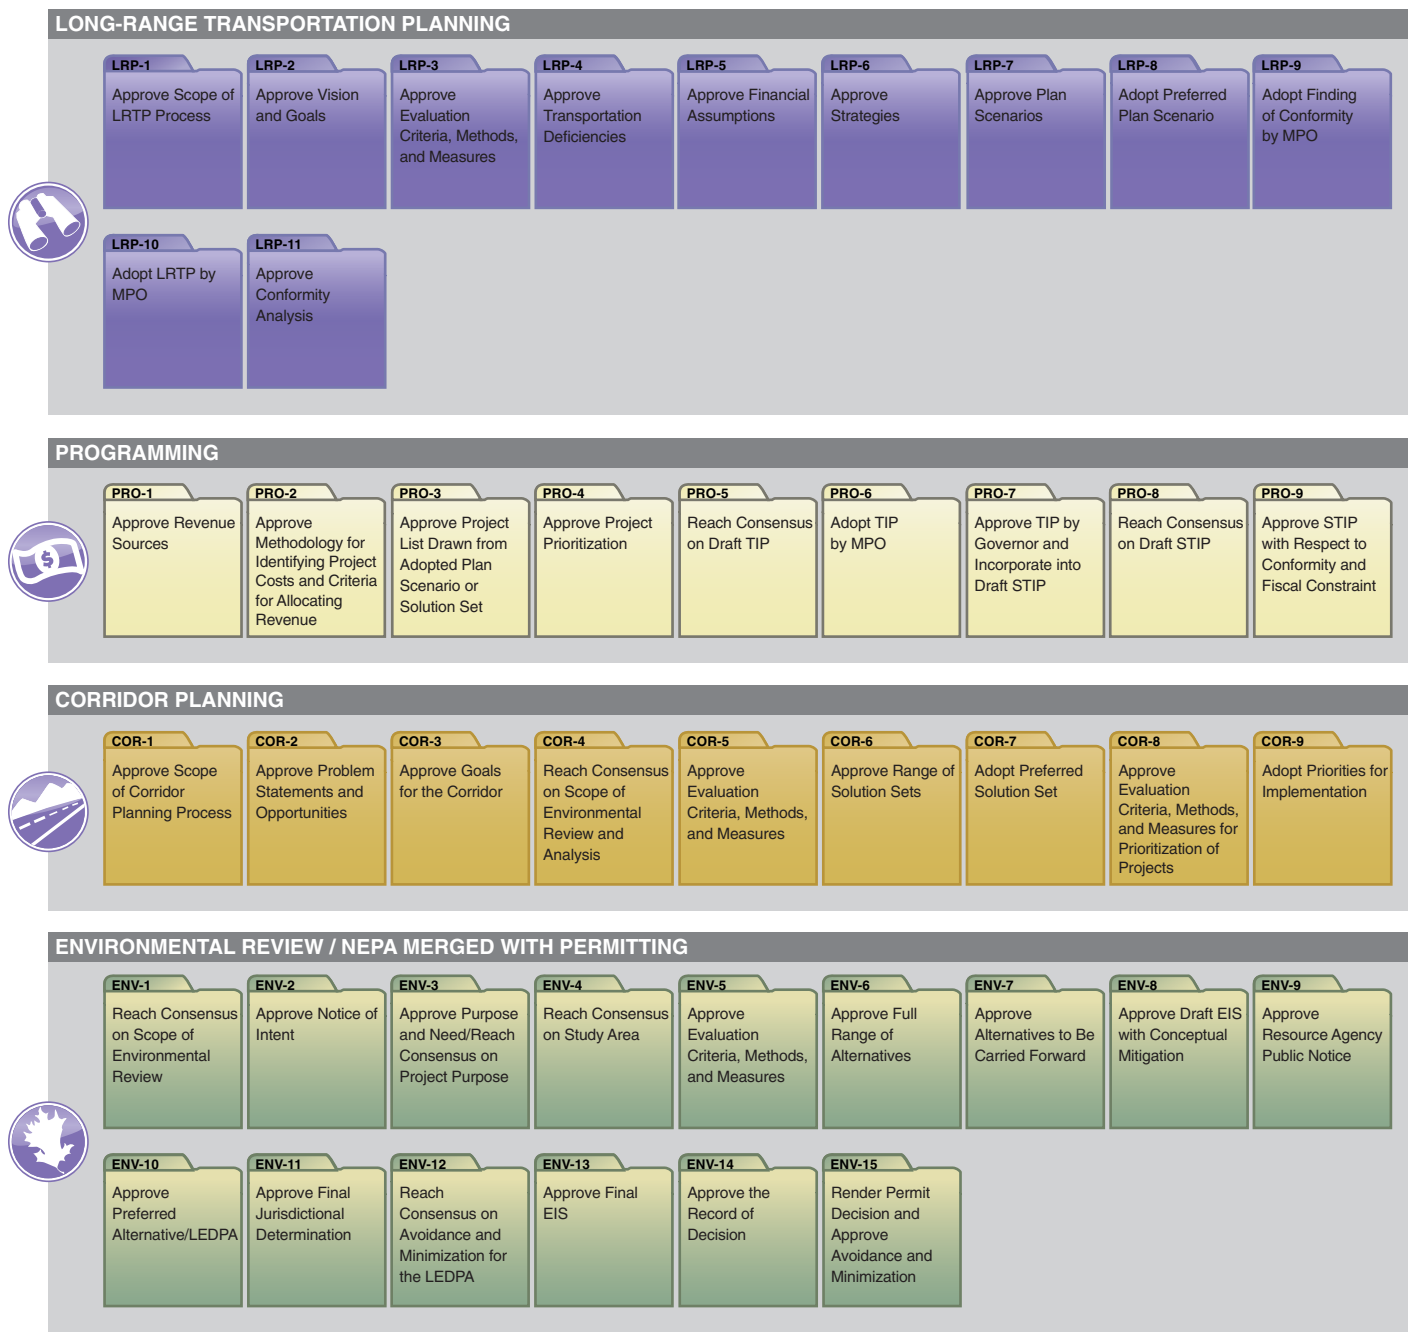 LONG-RANGE TRANSPORTATION PLANNING
LRP-1
Approve Scope of
LRTP Process
LRP-2
Approve Vision
and Goals
LRP-3
Approve
Evaluation
Criteria, Methods,
and Measures
LRP-4
Approve
Transportation
Deficiencies
LRP-5
Approve Financial
Assumptions
LRP-6
Approve
Strategies
LRP-7
Approve Plan
Scenarios
LRP-8
Adopt Preferred
Plan Scenario
LRP-9
Adopt Finding
of Conformity
by MPO
LRP-10
Adopt LRTP by
MPO
LRP-11
Approve
Conformity
Analysis
PROGRAMMING
$
PRO-1
Approve Revenue
Sources
PRO-2
Approve
Methodology for
Identifying Project
Costs and Criteria
for Allocating
Revenue
PRO-3
Approve Project
List Drawn from
Adopted Plan
Scenario or
Solution Set
PRO-4
Approve Project
Prioritization
PRO-5
Reach Consensus
on Draft TIP
PRO-6
Adopt TIP
by MPO
PRO-7
Approve TIP by
Governor and
Incorporate into
Draft STIP
PRO-8
Reach Consensus
on Draft STIP
PRO-9
Approve STIP
with Respect to
Conformity and
Fiscal Constraint
CORRIDOR PLANNING
COR-1
Approve Scope
of Corridor
Planning Process
COR-2
Approve Problem
Statements and
Opportunities
COR-3
Approve Goals
for the Corridor
COR-4
Reach Consensus
on Scope of
Environmental
Review and
Analysis
COR-5
Approve
Evaluation
Criteria, Methods,
and Measures
COR-6
Approve Range of
Solution Sets
COR-7
Adopt Preferred
Solution Set
COR-8
Approve
Evaluation
Criteria, Methods,
and Measures for
Prioritization of
Projects
COR-9
Adopt Priorities for
Implementation
ENVIRONMENTAL REVIEW / NEPA MERGED WITH PERMITTING
ENV-1
Reach Consensus
on Scope of
Environmental
Review
ENV-2
Approve Notice of
Intent
ENV-3
Approve Purpose
and Need/Reach
Consensus on
Project Purpose
ENV-4
Reach Consensus
on Study Area
ENV-5
Approve
Evaluation
Criteria, Methods,
and Measures
ENV-6
Approve Full
Range of
Alternatives
ENV-7
Approve
Alternatives to Be
Carried Forward
ENV-8
Approve Draft EIS
with Conceptual
Mitigation
ENV-9
Approve
Resource Agency
Public Notice
ENV-10
Approve
Preferred
Alternative/LEDPA
ENV-11
Approve Final
Jurisdictional
Determination
ENV-12
Reach
Consensus on
Avoidance and
Minimization for
the LEDPA
ENV-13
Approve Final
EIS
ENV-14
Approve the
Record of
Decision
ENV-15
Render Permit
Decision and
Approve
Avoidance and
Minimization